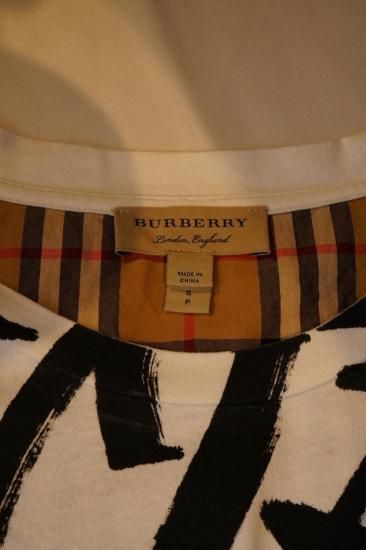 BURBERRY
London, England
MADE IN
CHINA
S
P